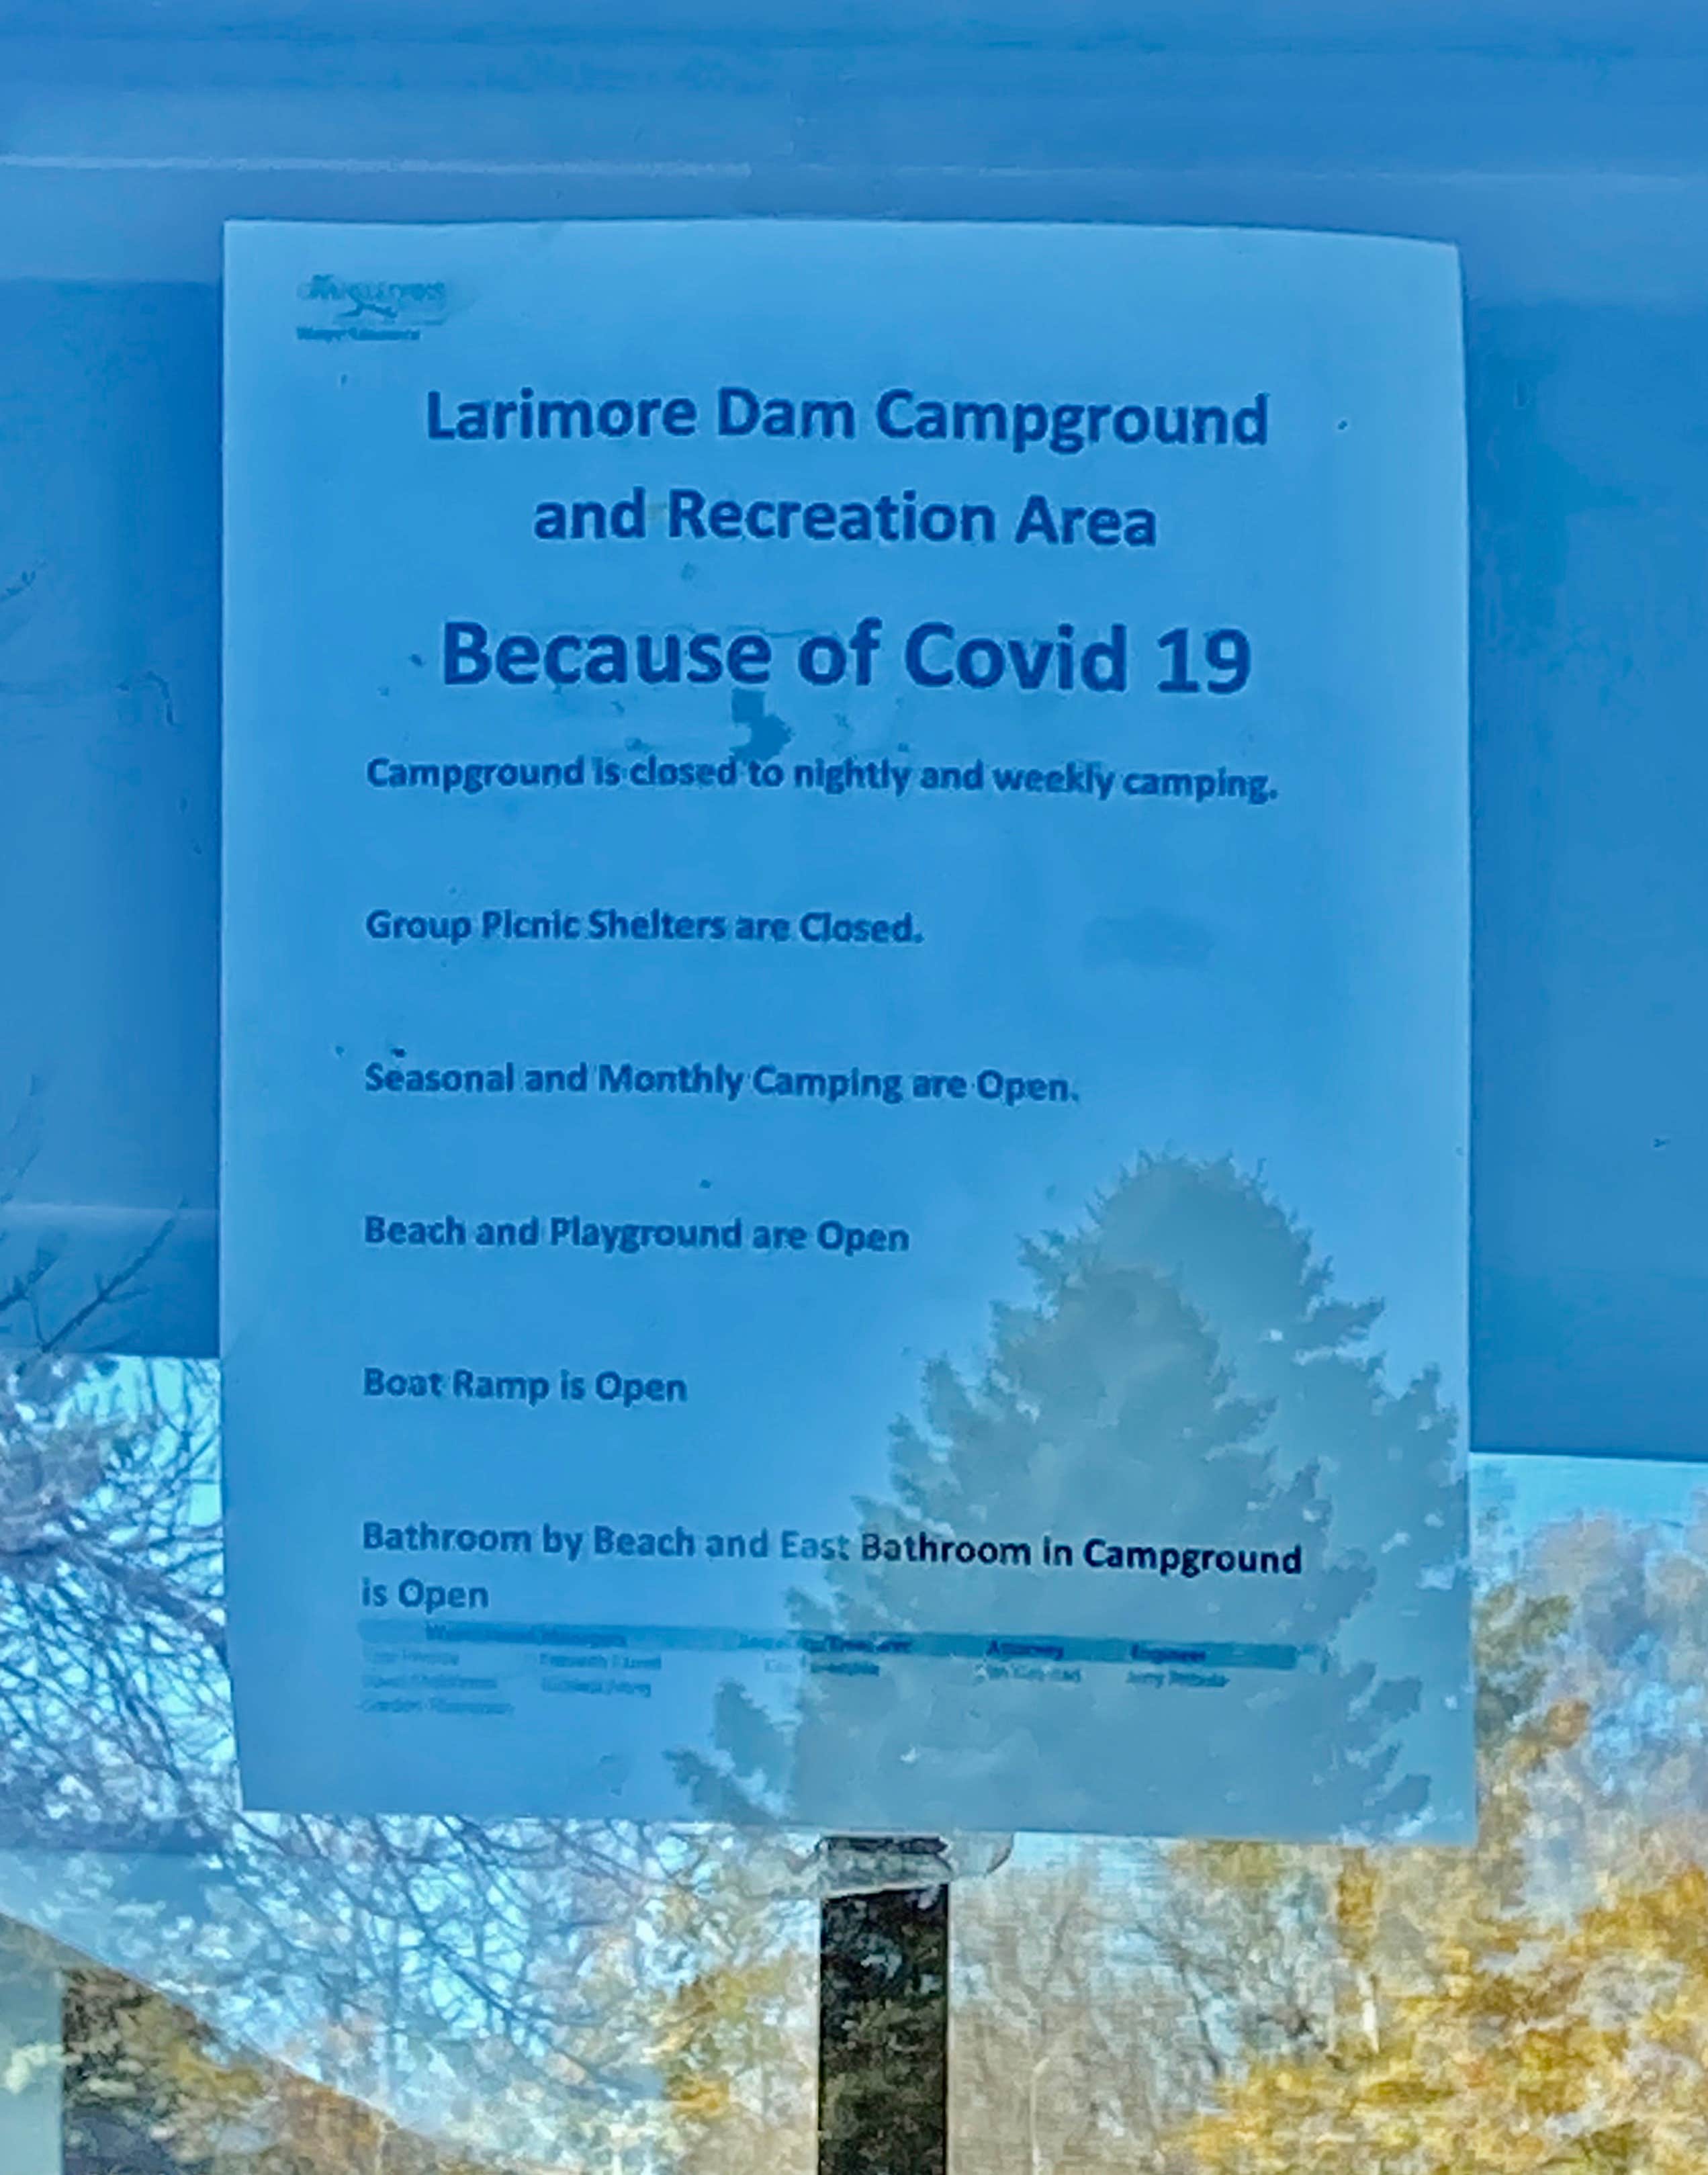 Larimore Dam Campground
and Recreation Area
Because of Covid 19
Campground is closed to nightly and weekly camping.
Group Picnic Shelters are Closed.
Seasonal and Monthly Camping are Open.
Beach and Playground are Open
Boat Ramp is Open
Bathroom by Beach and East Bathroom in Campground
is Open
Attorney Engineer